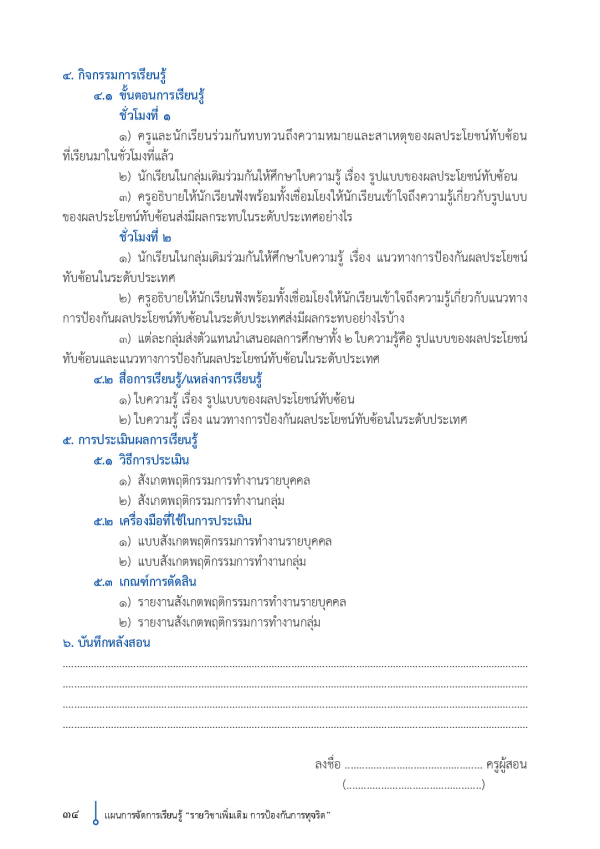 ๔. กิจกรรมการเรียนรู้
๔.๑ ขั้นตอนการเรียนรู้
ชั่วโมงที่ ๑
๑) ครูและนักเรียนร่วมกันทบทวนถึงความหมายและสาเหตุของผลประโยชน์ทับซ้อน
ที่เรียนมาในชั่วโมงที่แล้ว
๒) นักเรียนในกลุ่มเดิมร่วมกันให้ศึกษาใบความรู้ เรื่อง รูปแบบของผลประโยชน์ทับซ้อน
๓) ครูอธิบายให้นักเรียนฟังพร้อมทั้งเชื่อมโยงให้นักเรียนเข้าใจถึงความรู้เกี่ยวกับรูปแบบ
ของผลประโยชน์ทับซ้อนส่งมีผลกระทบในระดับประเทศอย่างไร
ชั่วโมงที่ ๒
๑) นักเรียนในกลุ่มเดิมร่วมกันให้ศึกษาใบความรู้ เรื่อง แนวทางการป้องกันผลประโยชน์
ทับซ้อนในระดับประเทศ
๒) ครูอธิบายให้นักเรียนฟังพร้อมทั้งเชื่อมโยงให้นักเรียนเข้าใจถึงความรู้เกี่ยวกับแนวทาง
การป้องกันผลประโยชน์ทับซ้อนในระดับประเทศส่งมีผลกระทบอย่างไรบ้าง
๓) แต่ละกลุ่มส่งตัวแทนนำเสนอผลการศึกษาทั้ง ๒ ใบความรู้คือ รูปแบบของผลประโยชน์
ทับซ้อนและแนวทางการป้องกันผลประโยชน์ทับซ้อนในระดับประเทศ
๔.๒ สื่อการเรียนรู้/แหล่งการเรียนรู้
๑) ใบความรู้ เรื่อง รูปแบบของผลประโยชน์ทับซ้อน
๒) ใบความรู้ เรื่อง แนวทางการป้องกันผลประโยชน์ทับซ้อนในระดับประเทศ
๕. การประเมินผลการเรียนรู้
๕.๑ วิธีการประเมิน
๑) สังเกตพฤติกรรมการทำงานรายบุคคล
๒) สังเกตพฤติกรรมการทำงานกลุ่ม
๕.๒ เครื่องมือที่ใช้ในการประเมิน
๑) แบบสังเกตพฤติกรรมการทำงานรายบุคคล
๒) แบบสังเกตพฤติกรรมการทำงานกลุ่ม
๕.๓ เกณฑ์การตัดสิน
๑) รายงานสังเกตพฤติกรรมการทำงานรายบุคคล
๒) รายงานสังเกตพฤติกรรมการทำงานกลุ่ม
๖. บันทึกหลังสอน
ลงชื่อ ................................................ ครูผู้สอน
(...............................................)
๓๔ แผนการจัดการเรียนรู้ “รายวิชาเพิ่มเติม การป้องกันการทุจริต”